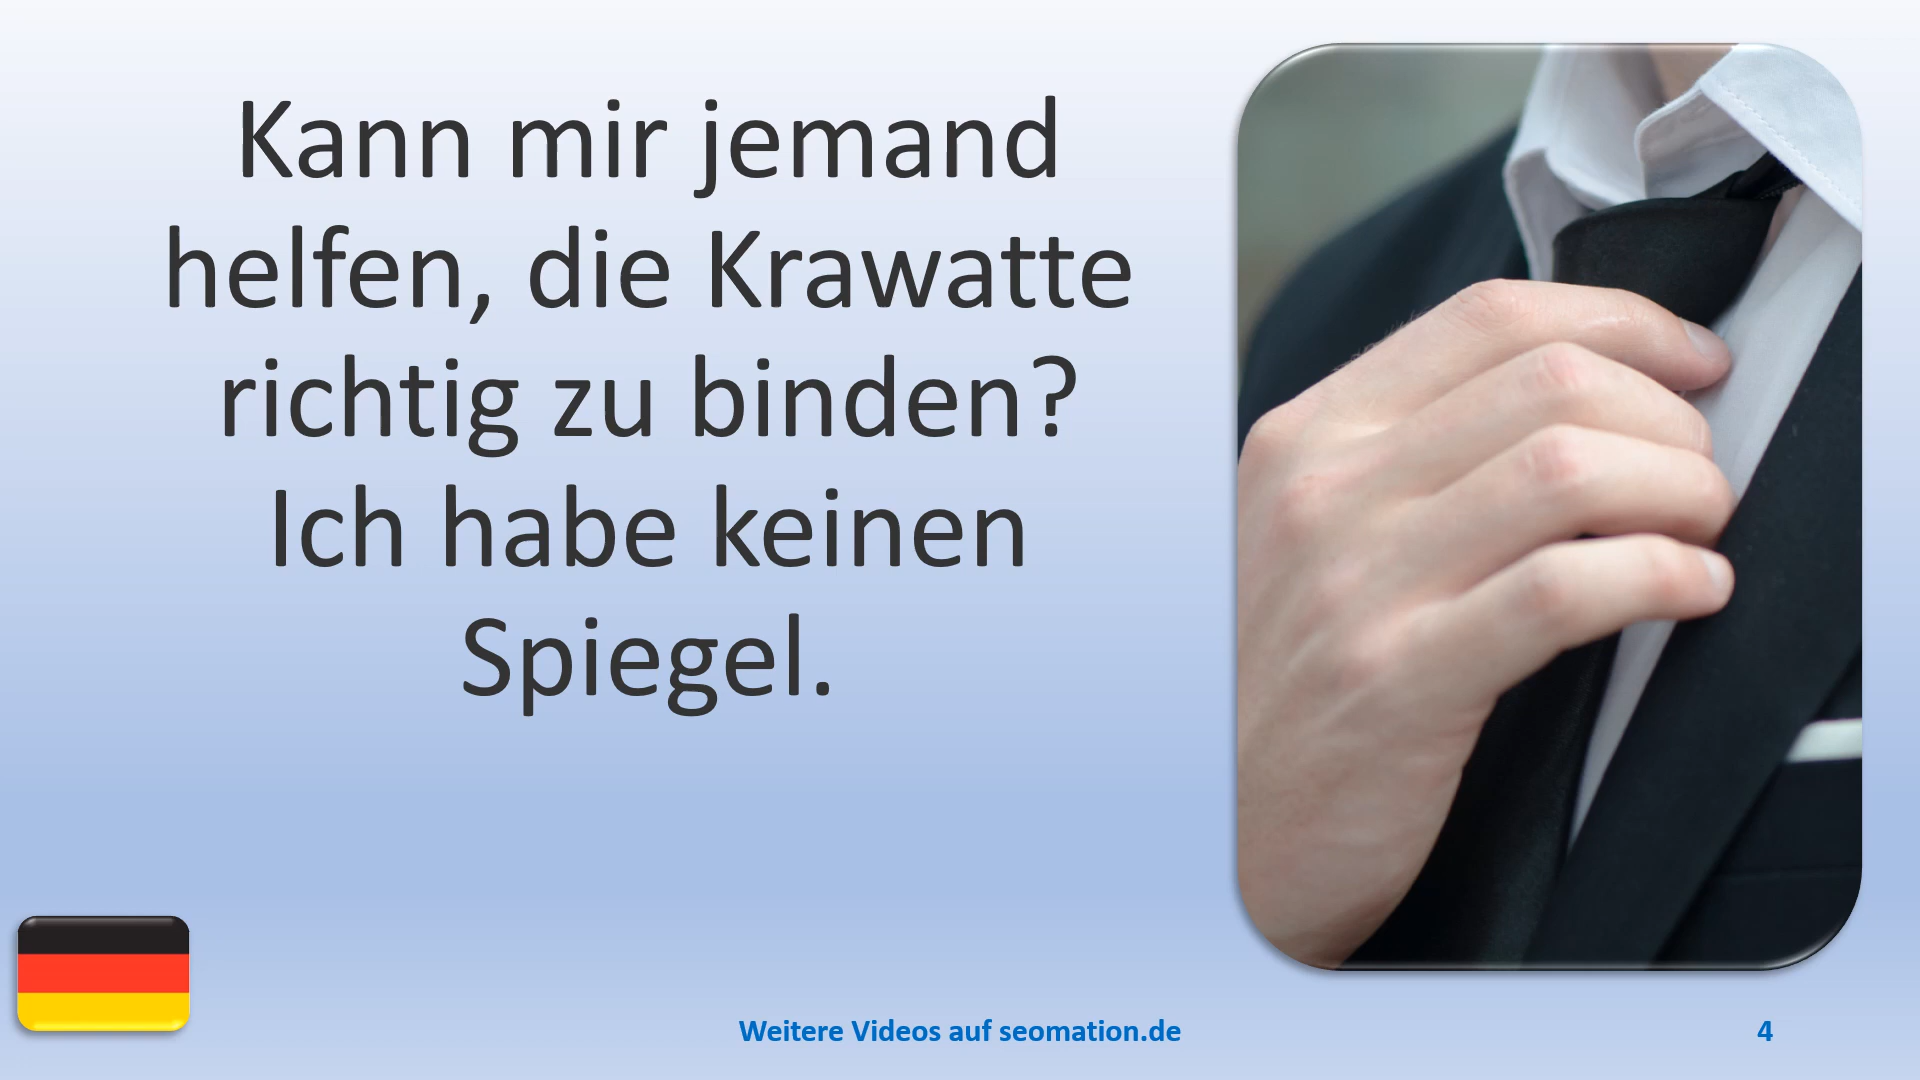 Kann mir jemand
helfen, die Krawatte
richtig zu binden?
Ich habe keinen
Spiegel.
Weitere Videos auf seomation.de
4